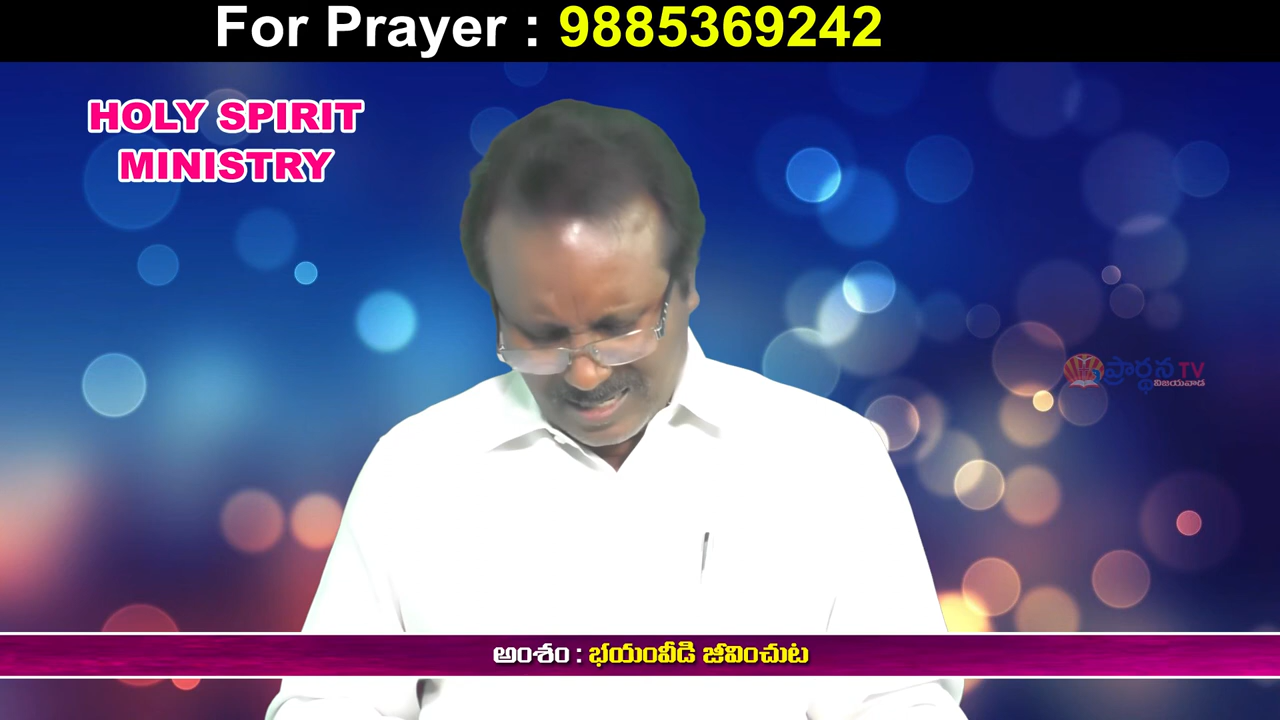 For Prayer : 9885369242
HOLY SPIRIT
MINISTRY
ప్రార్థన TV
విజయవాడ
అంశం : భయంవీడి జీవించుట